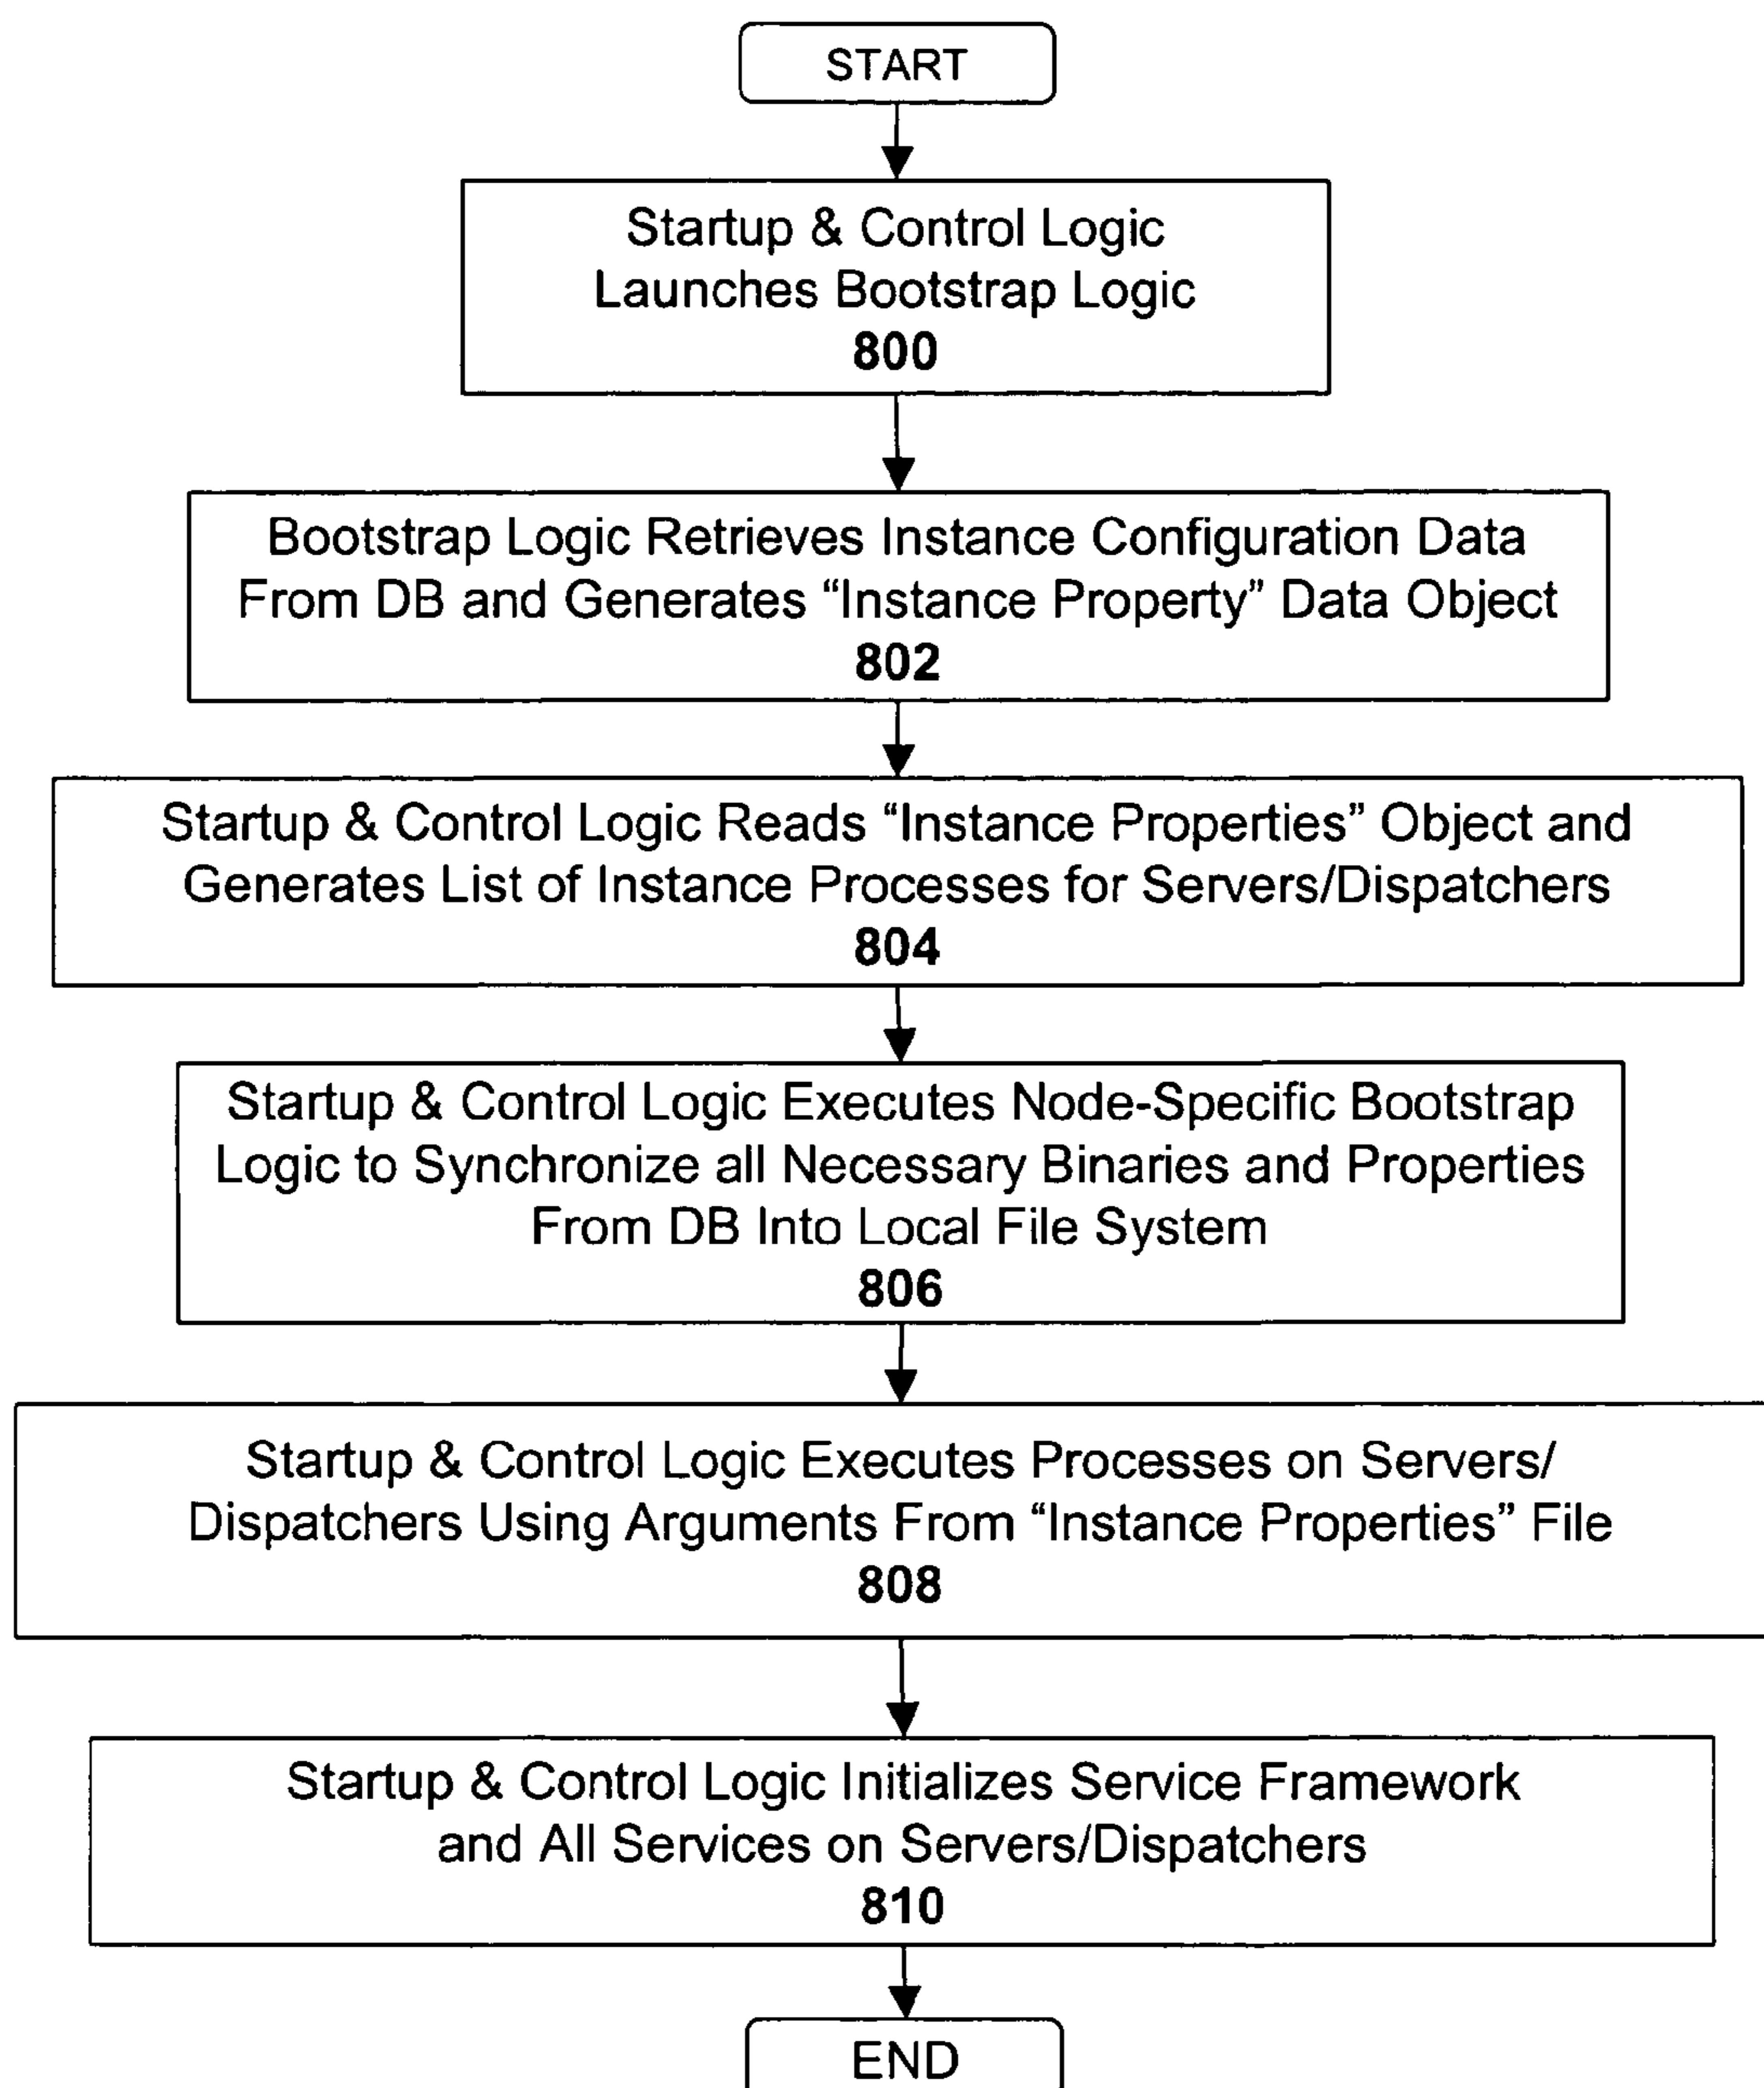 START
Startup & Control Logic
Launches Bootstrap Logic
800
Bootstrap Logic Retrieves Instance Configuration Data
From DB and Generates “Instance Property” Data Object
802
Startup & Control Logic Reads “Instance Properties” Object and
Generates List of Instance Processes for Servers/Dispatchers
804
Startup & Control Logic Executes Node-Specific Bootstrap
Logic to Synchronize all Necessary Binaries and Properties
From DB Into Local File System
806
Startup & Control Logic Executes Processes on Servers/
Dispatchers Using Arguments From “Instance Properties” File
808
Startup & Control Logic Initializes Service Framework
and All Services on Servers/Dispatchers
810
END